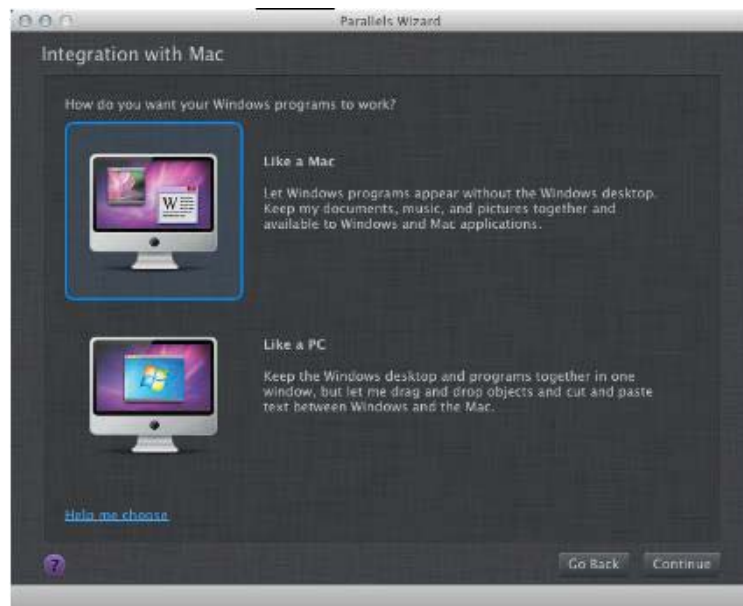 Parallels Wizard
Integration with Mac
How do you want your Windows programs to work?
Like a Mac
Let Windows programs appear without the Windows desktop.
Keep my documents, music, and pictures together and
available to Windows and Mac applications.
W
Like a PC
Keep the Windows desktop and programs together in one
window, but let me drag and drop objects and cut and paste
text between Windows and the Mac.
Help me choose
?
Go Back
Continue